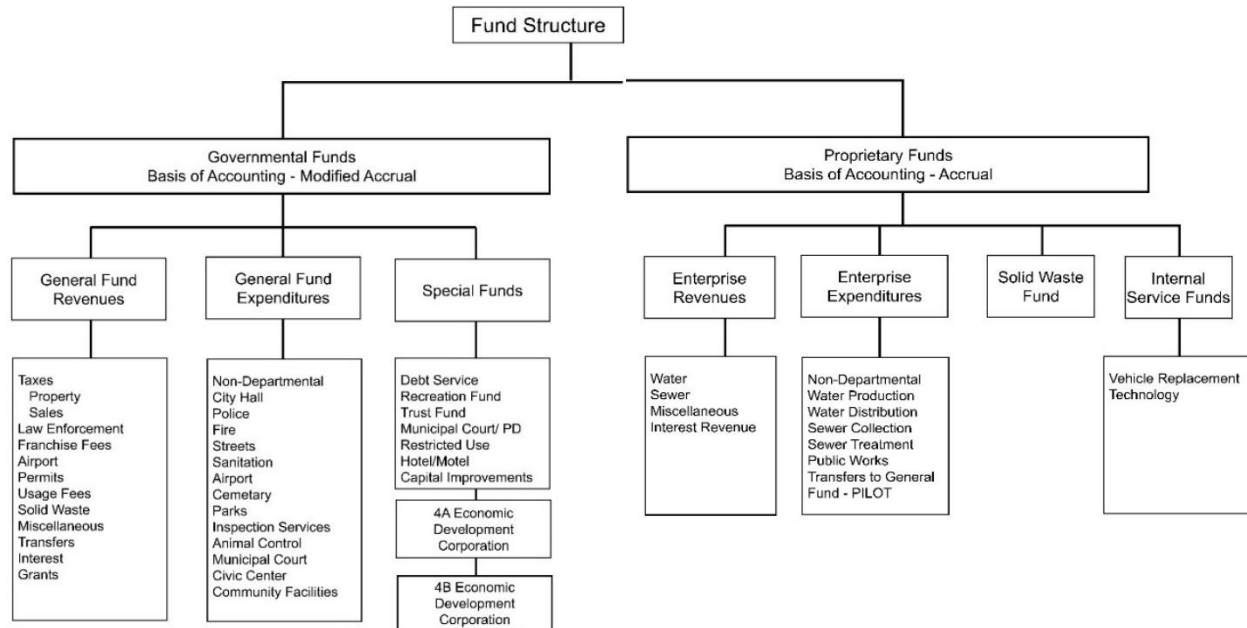 Fund Structure
Governmental Funds
Basis of Accounting - Modified Accrual
Proprietary Funds
Basis of Accounting - Accrual
General Fund
Revenues
General Fund
Expenditures
Special Funds
Enterprise
Revenues
Enterprise
Expenditures
Solid Waste
Fund
Internal
Service Funds
Taxes
Property
Sales
Law Enforcement
Franchise Fees
Airport
Permits
Usage Fees
Solid Waste
Miscellaneous
Transfers
Interest
Grants
Non-Departmental
City Hall
Police
Fire
Streets
Sanitation
Airport
Cemetary
Parks
Inspection Services
Animal Control
Municipal Court
Civic Center
Community Facilities
Debt Service
Recreation Fund
Trust Fund
Municipal Court/ PD
Restricted Use
Hotel/Motel
Capital Improvements
4A Economic
Development
Corporation
4B Economic
Development
Corporation
Water
Sewer
Miscellaneous
Interest Revenue
Non-Departmental
Water Production
Water Distribution
Sewer Collection
Sewer Treatment
Public Works
Transfers to General
Fund - PILOT
Vehicle Replacement
Technology